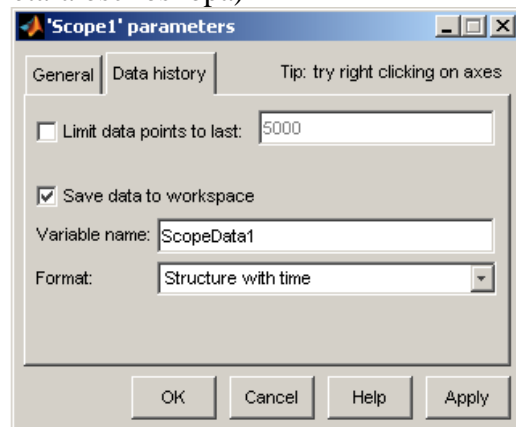 'Scope1' parameters
General Data history Tip: try right clicking on axes
Limit data points to last: 5000
Save data to workspace
Variable name: ScopeData1
Format: Structure with time
OK Cancel Help Apply